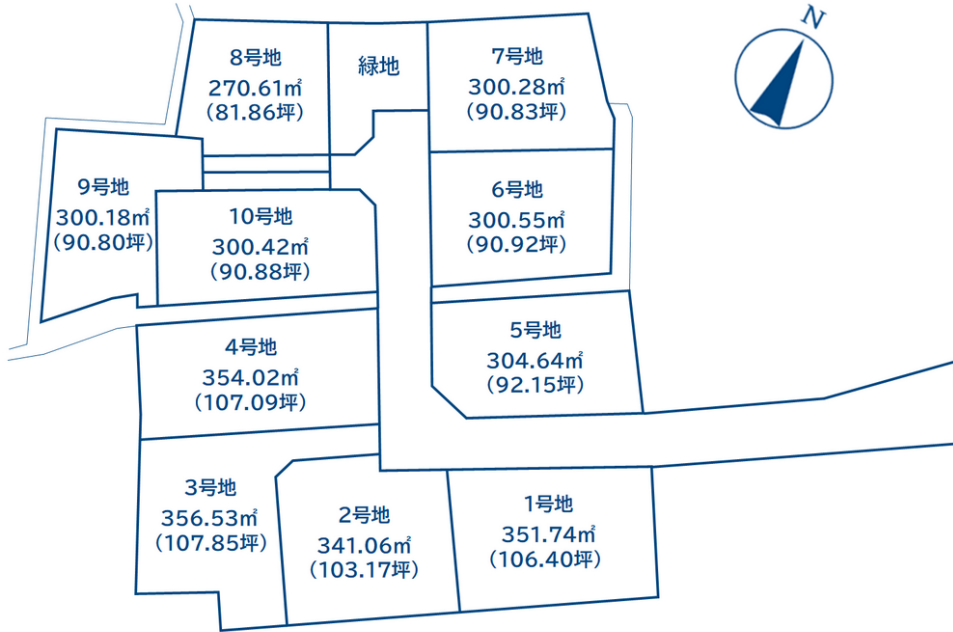 N
8号地
270.61㎡
(81.86坪)
緑地
7号地
300.28㎡
(90.83坪)
9号地
300.18㎡
(90.80坪)
10号地
300.42㎡
(90.88坪)
6号地
300.55㎡
(90.92坪)
4号地
354.02㎡
(107.09坪)
5号地
304.64㎡
(92.15坪)
3号地
356.53㎡
(107.85坪)
2号地
341.06㎡
(103.17坪)
1号地
351.74㎡
(106.40坪)